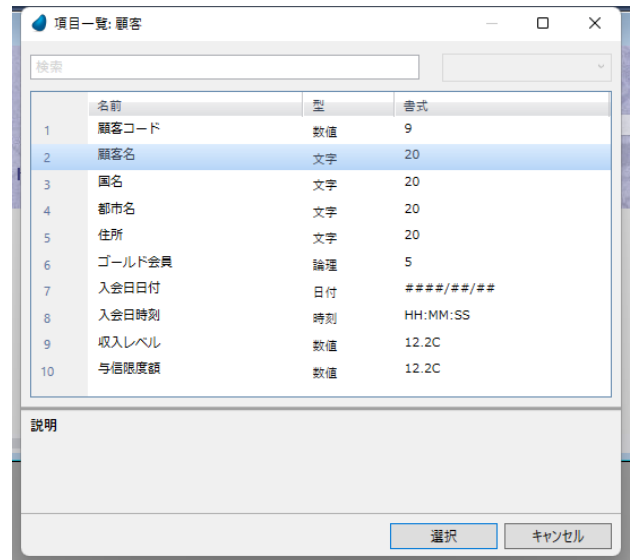 項目一覧: 顧客
検索
名前 型 書式
1 顧客コード 数値 9
2 顧客名 文字 20
3 国名 文字 20
4 都市名 文字 20
5 住所 文字 20
6 ゴールド会員 論理 5
7 入会日日付 日付 ####/##/##
8 入会日時刻 時刻 HH:MM:SS
9 収入レベル 数値 12.2C
10 与信限度額 数値 12.2C
説明
選択 キャンセル